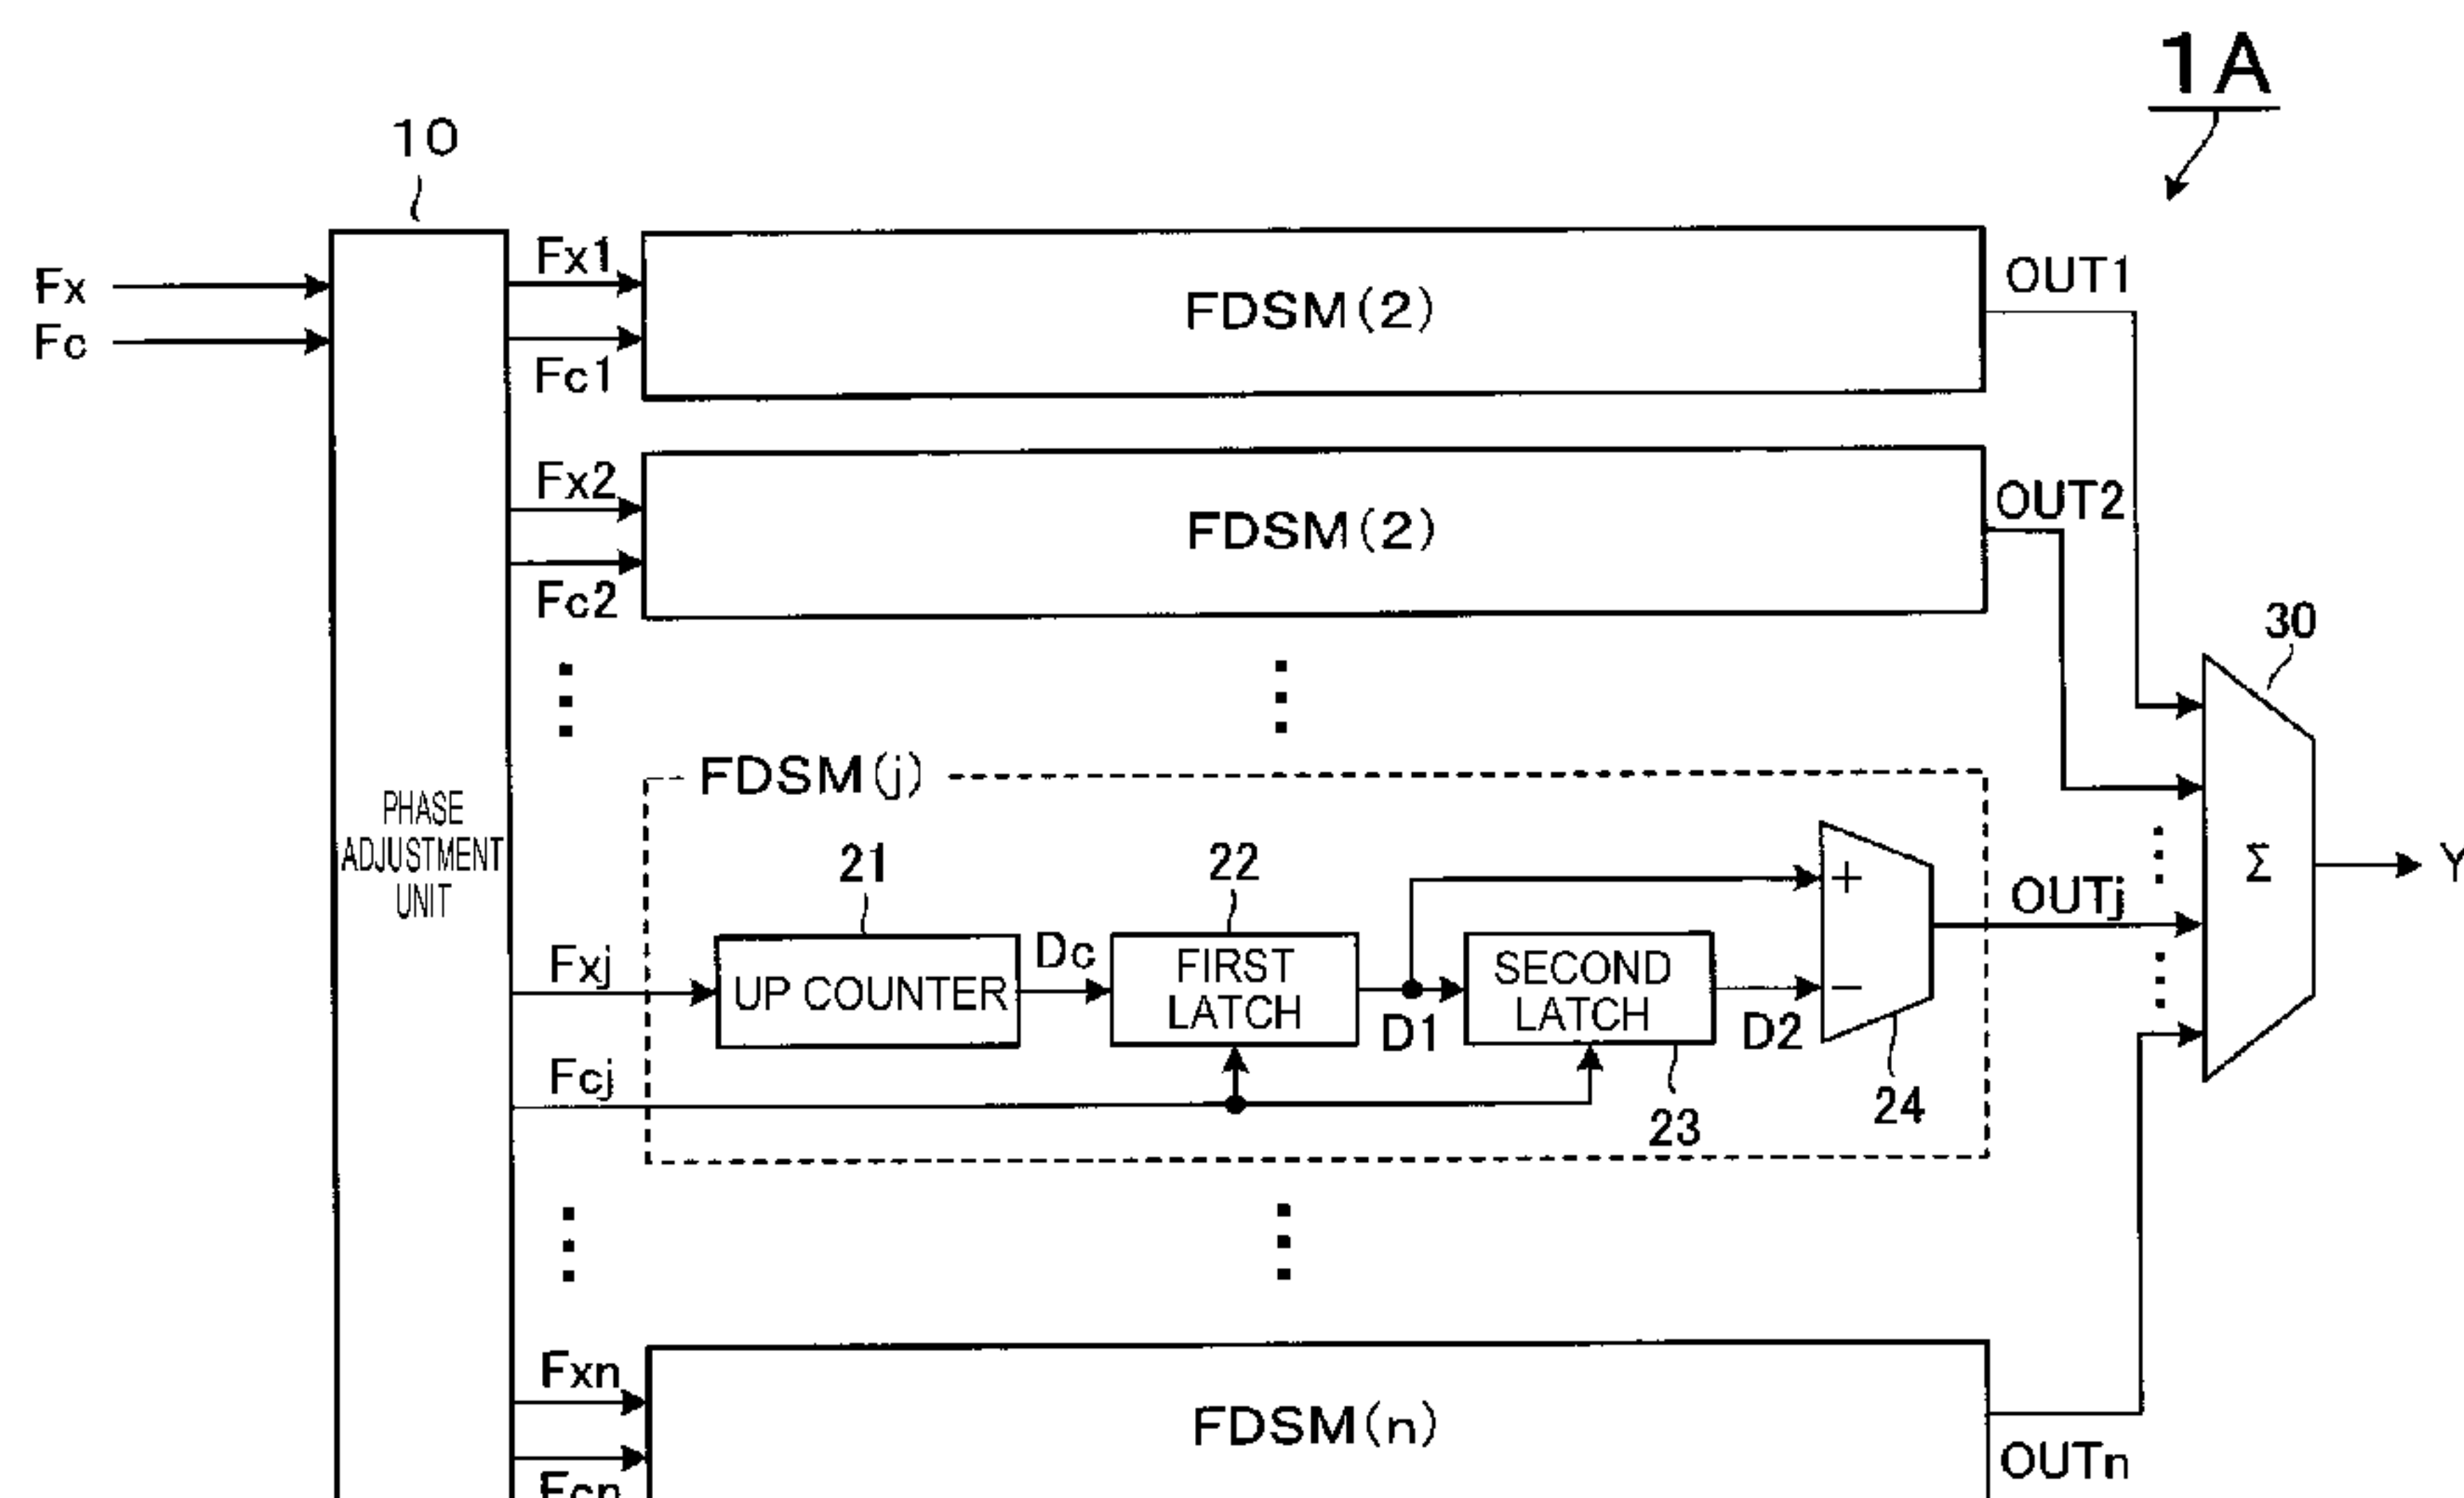 1A
10
Fx
Fc
Fx1
Fc1
FDSM(2)
OUT1
Fx2
Fc2
FDSM(2)
OUT2
30
Σ
Y
PHASE
ADJUSTMENT
UNIT
FDSM(j)
21
22
Fxj
UP COUNTER
Dc
FIRST
LATCH
D1
SECOND
LATCH
D2
+
−
OUTj
Fcj
23
24
Fxn
Fcn
FDSM(n)
OUTn